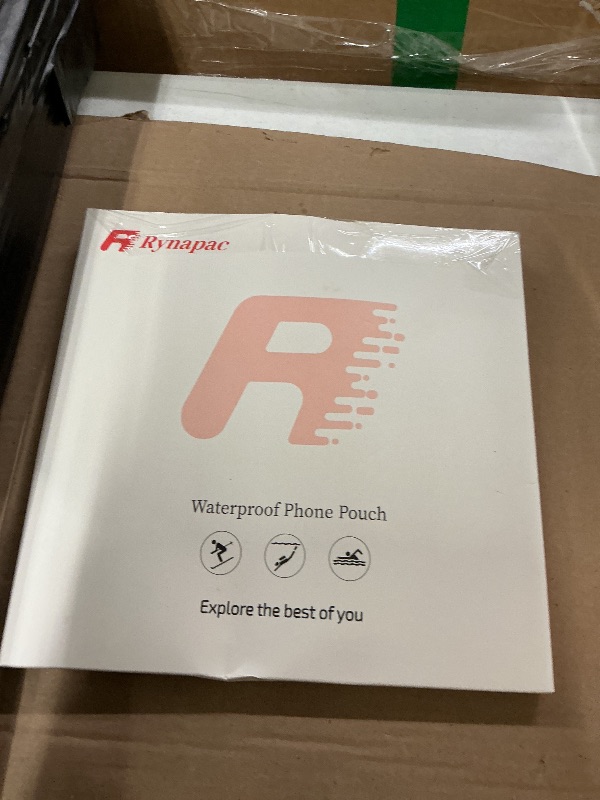 Rynapac
Waterproof Phone Pouch
Explore the best of you